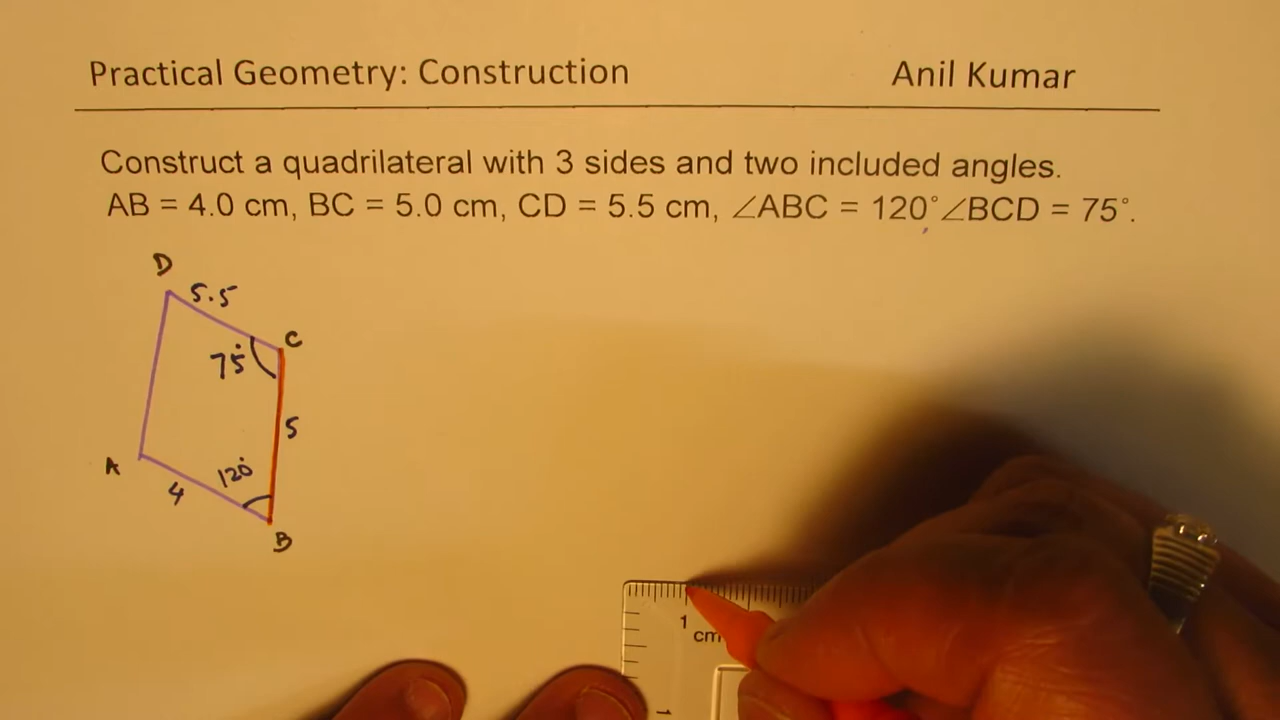 Practical Geometry: Construction Anil Kumar
Construct a quadrilateral with 3 sides and two included angles.
AB = 4.0 cm, BC = 5.0 cm, CD = 5.5 cm, ∠ABC = 120°, ∠BCD = 75°.
D
5.5
C
75°
5
A
120°
4
B
1
cm
1